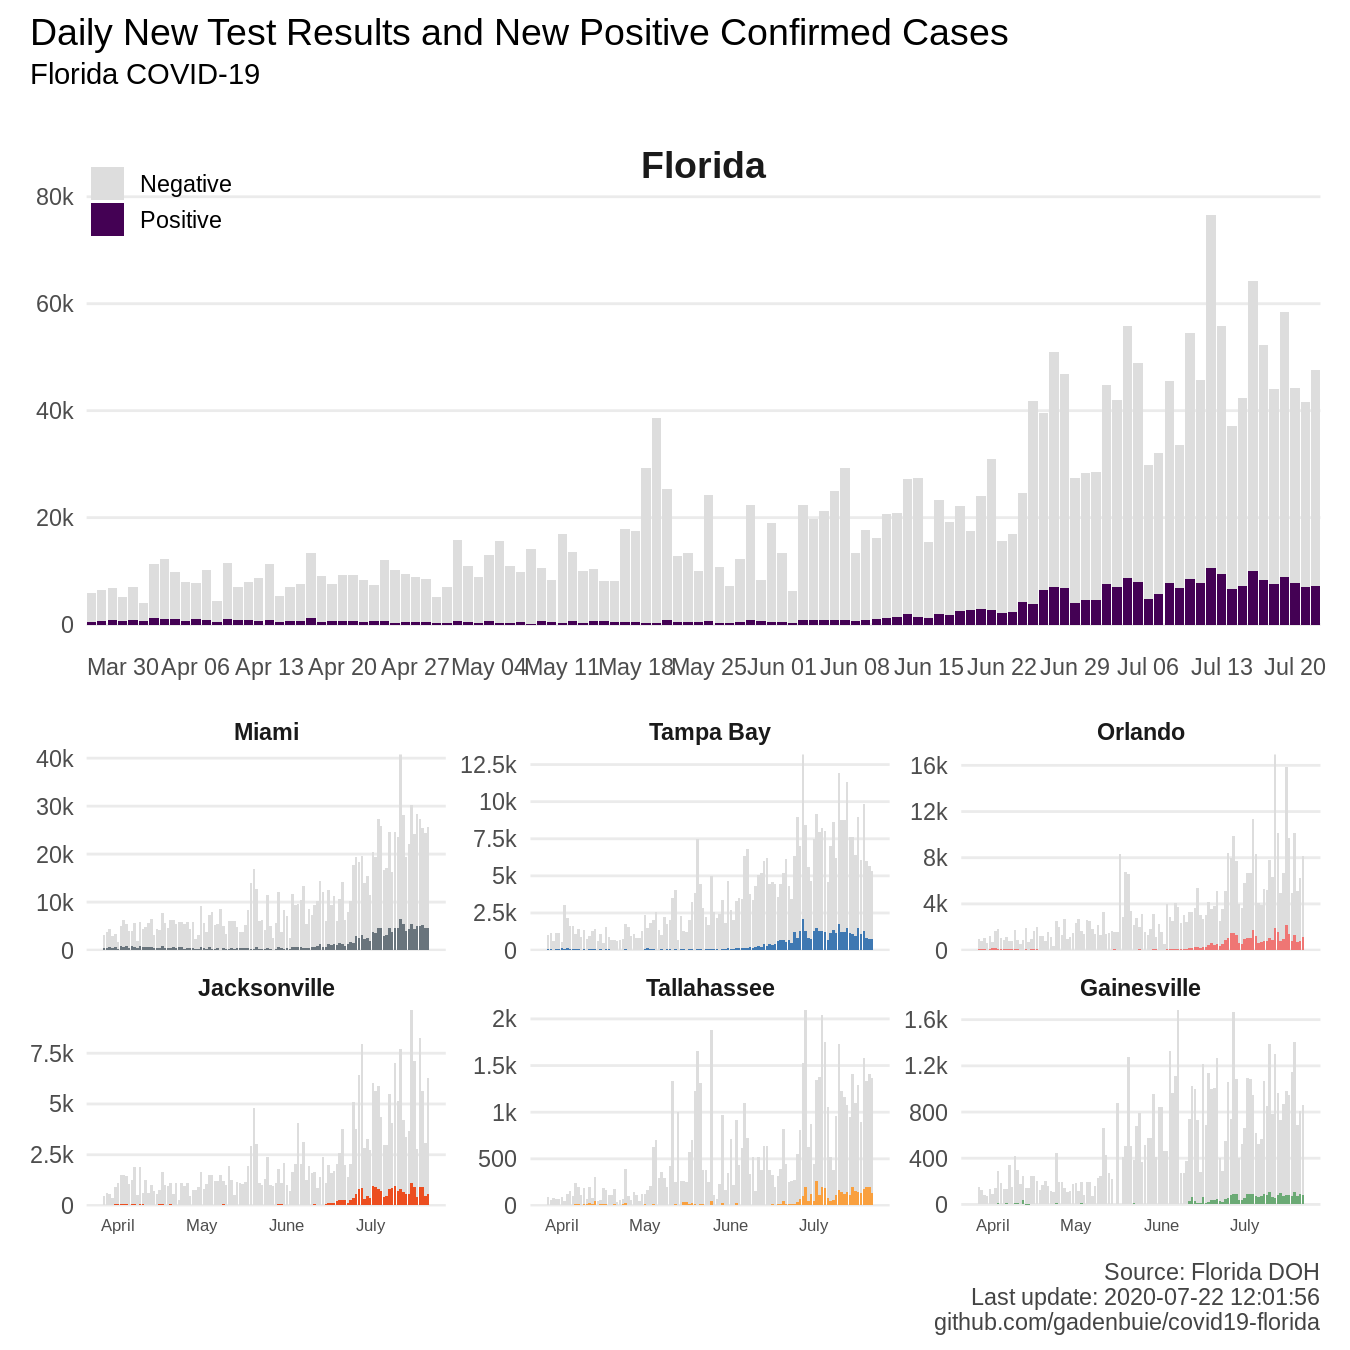 Daily New Test Results and New Positive Confirmed Cases
Florida COVID-19
Florida
Negative
Positive
80k
60k
40k
20k
0
Mar 30 Apr 06 Apr 13 Apr 20 Apr 27 May 04 May 11 May 18 May 25 Jun 01 Jun 08 Jun 15 Jun 22 Jun 29 Jul 06 Jul 13 Jul 20
Miami
40k
30k
20k
10k
0
Tampa Bay
12.5k
10k
7.5k
5k
2.5k
0
Orlando
16k
12k
8k
4k
0
Jacksonville
7.5k
5k
2.5k
0
April May June July
Tallahassee
2k
1.5k
1k
500
0
April May June July
Gainesville
1.6k
1.2k
800
400
0
April May June July
Source: Florida DOH
Last update: 2020-07-22 12:01:56
github.com/gadenbuie/covid19-florida